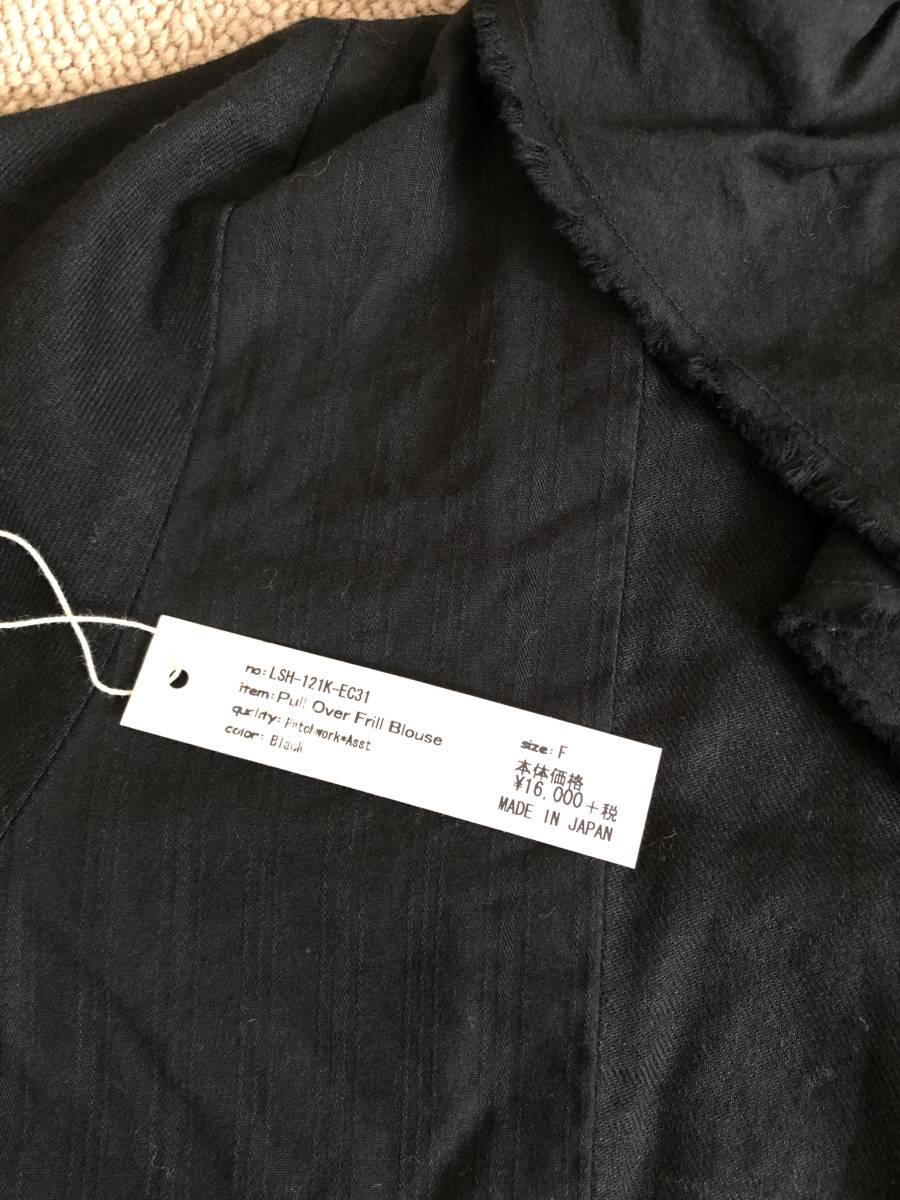 no:LSH-121K-EC31
item:Pull Over Frill Blouse
quality:Patchwork*Asst
color:Black
size:F
本体価格
¥16,000+税
MADE IN JAPAN